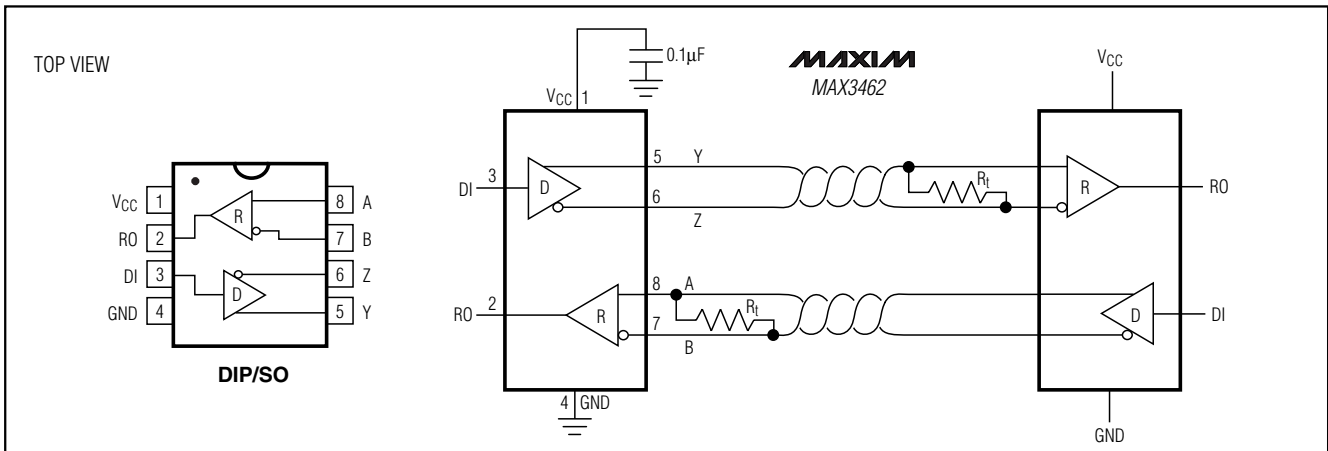 TOP VIEW
VCC 1
RO 2
DI 3
GND 4
8 A
7 B
6 Z
5 Y
R
D
DIP/SO
0.1µF
MAXIM
MAX3462
VCC 1
DI 3
D
5 Y
6
Z
Rt
RO 2
R
8 A
7
B
Rt
4 GND
VCC
R
RO
D
DI
GND